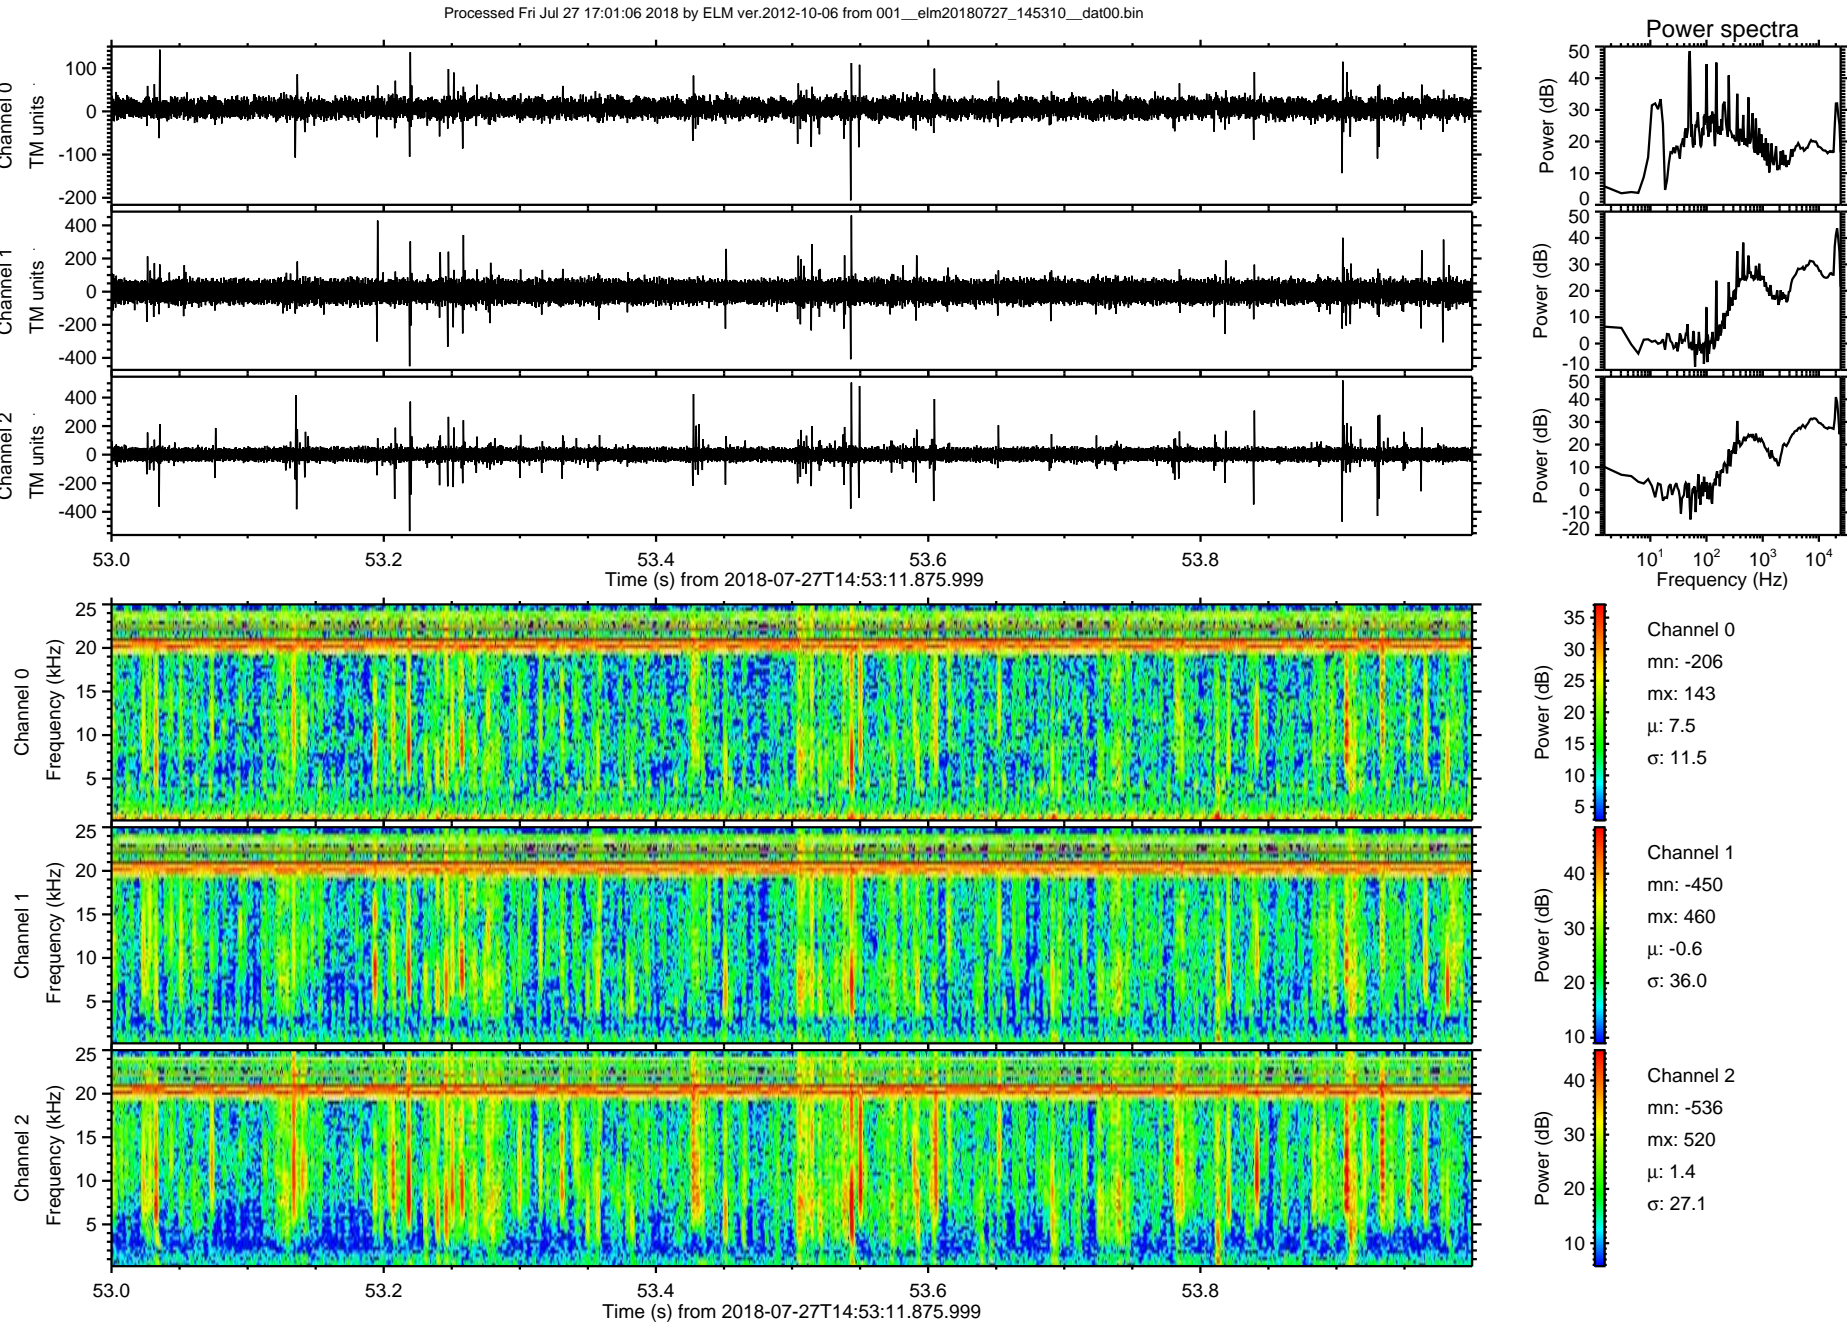 Processed Fri Jul 27 17:01:06 2018 by ELM ver.2012-10-06 from 001__elm20180727_145310__dat00.bin
Power spectra
Channel 0
TM units
100
0
-100
-200
Power (dB)
50
40
30
20
10
0
Channel 1
TM units
400
200
0
-200
-400
Power (dB)
50
40
30
20
10
0
-10
Channel 2
TM units
400
200
0
-200
-400
Power (dB)
50
40
30
20
10
0
-10
-20
53.0 53.2 53.4 53.6 53.8
Time (s) from 2018-07-27T14:53:11.875.999
10¹ 10² 10³ 10⁴
Frequency (Hz)
Channel 0
Frequency (kHz)
25
20
15
10
5
Power (dB)
35
30
25
20
15
10
5
Channel 0
mn: -206
mx: 143
μ: 7.5
σ: 11.5
Channel 1
Frequency (kHz)
25
20
15
10
5
Power (dB)
40
30
20
10
Channel 1
mn: -450
mx: 460
μ: -0.6
σ: 36.0
Channel 2
Frequency (kHz)
25
20
15
10
5
Power (dB)
40
30
20
10
Channel 2
mn: -536
mx: 520
μ: 1.4
σ: 27.1
53.0 53.2 53.4 53.6 53.8
Time (s) from 2018-07-27T14:53:11.875.999